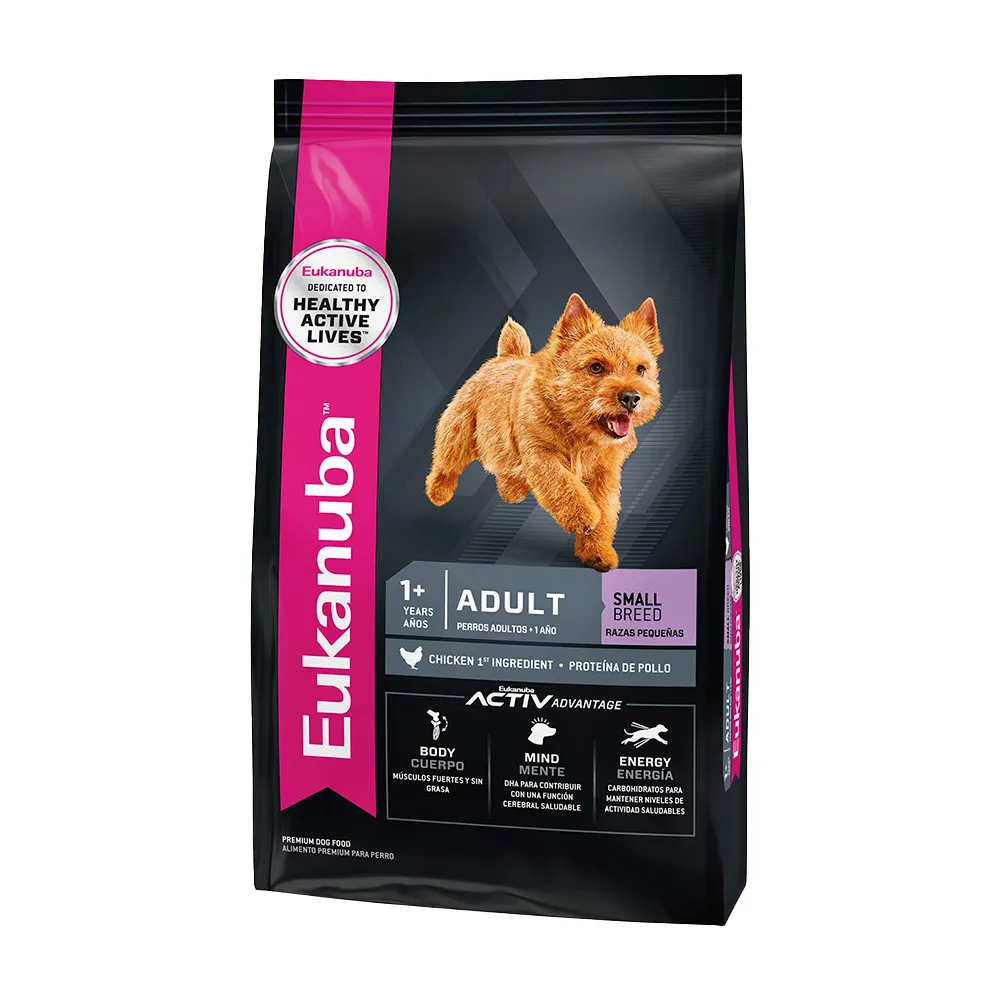 Eukanuba
DEDICATED TO
HEALTHY
ACTIVE
LIVES™
Eukanuba™
1+
YEARS
AÑOS
ADULT
PERROS ADULTOS +1 AÑO
SMALL
BREED
RAZAS PEQUEÑAS
CHICKEN 1ST INGREDIENT • PROTEÍNA DE POLLO
Eukanuba
ACTIV ADVANTAGE
BODY
CUERPO
MÚSCULOS FUERTES Y SIN
GRASA
MIND
MENTE
DHA PARA CONTRIBUIR
CON UNA FUNCIÓN
CEREBRAL SALUDABLE
ENERGY
ENERGÍA
CARBOHIDRATOS PARA
MANTENER NIVELES DE
ACTIVIDAD SALUDABLES
PREMIUM DOG FOOD
ALIMENTO PREMIUM PARA PERRO
Eukanuba
ADULT
1+